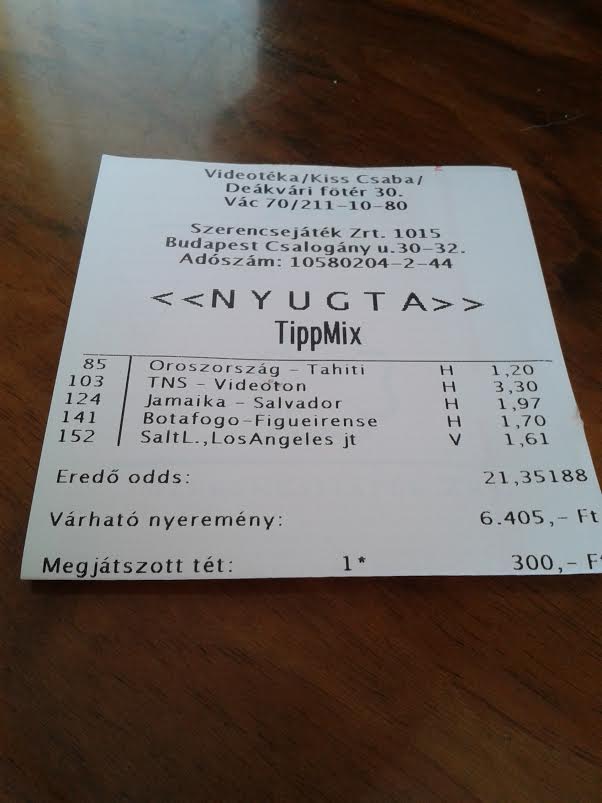 Videotéka/Kiss Csaba/
Deákvári fötér 30.
Vác 70/211-10-80
Szerencsejáték Zrt. 1015
Budapest Csalogány u.30-32.
Adószám: 10580204-2-44
<<NYUGTA>>
TippMix
85 Oroszország - Tahiti H 1,20
103 TNS - Videoton H 3,30
124 Jamaika - Salvador H 1,97
141 Botafogo-Figueirense H 1,70
152 SaltL.,LosAngeles jt V 1,61
Eredő odds: 21,35188
Várható nyeremény: 6.405,- Ft
Megjátszott tét: 1* 300,- Ft